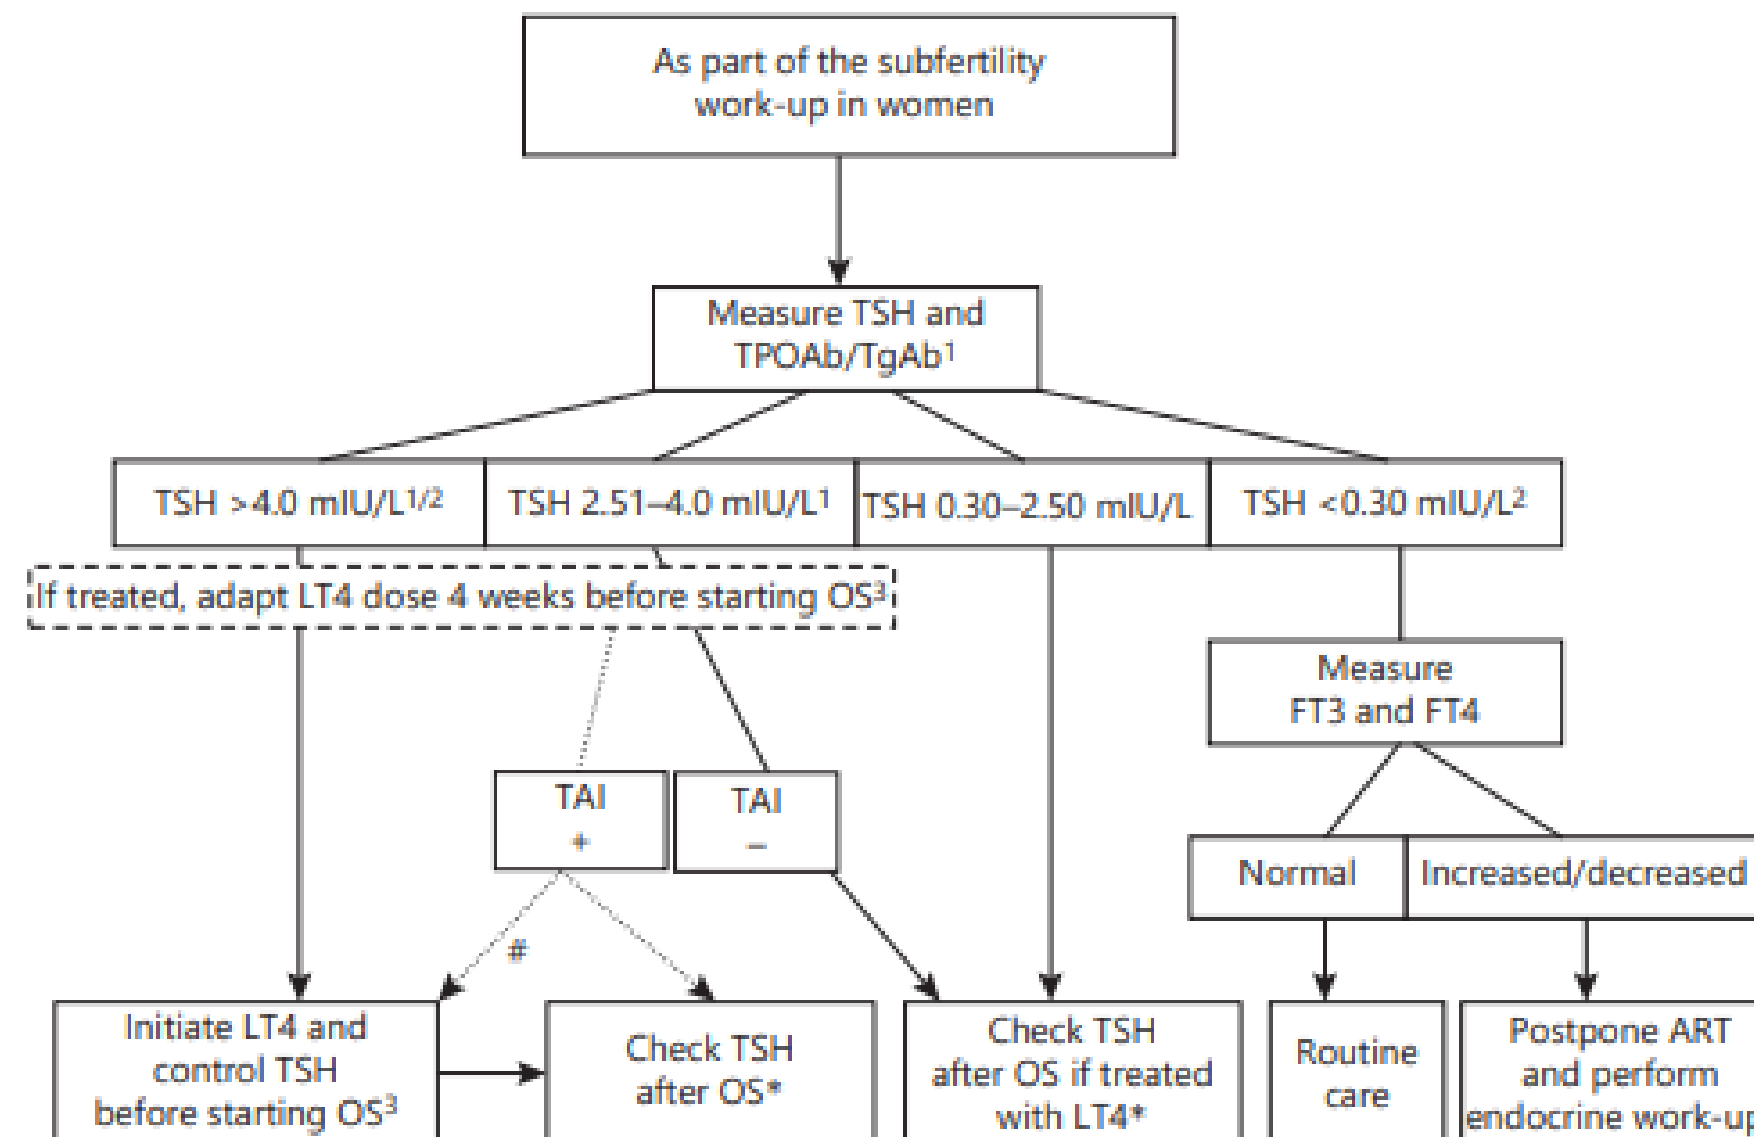 As part of the subfertility
work-up in women
Measure TSH and
TPOAb/TgAb¹
TSH >4.0 mIU/L¹/²
TSH 2.51–4.0 mIU/L¹
TSH 0.30–2.50 mIU/L
TSH <0.30 mIU/L²
If treated, adapt LT4 dose 4 weeks before starting OS³
Measure
FT3 and FT4
TAI
+
TAI
–
Normal
Increased/decreased
#
Initiate LT4 and
control TSH
before starting OS³
Check TSH
after OS*
Check TSH
after OS if treated
with LT4*
Routine
care
Postpone ART
and perform
endocrine work-up